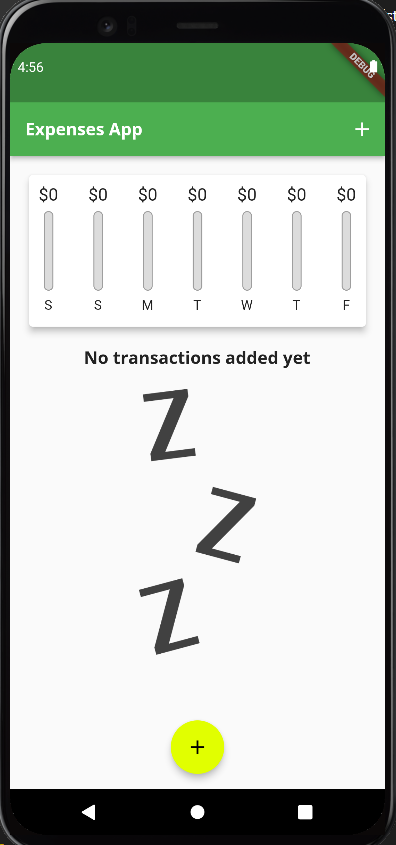 4:56
DEBUG
Expenses App
+
$0 $0 $0 $0 $0 $0 $0
S S M T W T F
No transactions added yet
Z
Z
Z
+